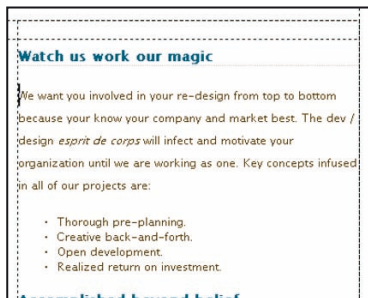 Watch us work our magic
We want you involved in your re-design from top to bottom
because your know your company and market best. The dev /
design esprit de corps will infect and motivate your
organization until we are working as one. Key concepts infused
in all of our projects are:
· Thorough pre-planning.
· Creative back-and-forth.
· Open development.
· Realized return on investment.
Accomplished beyond belief